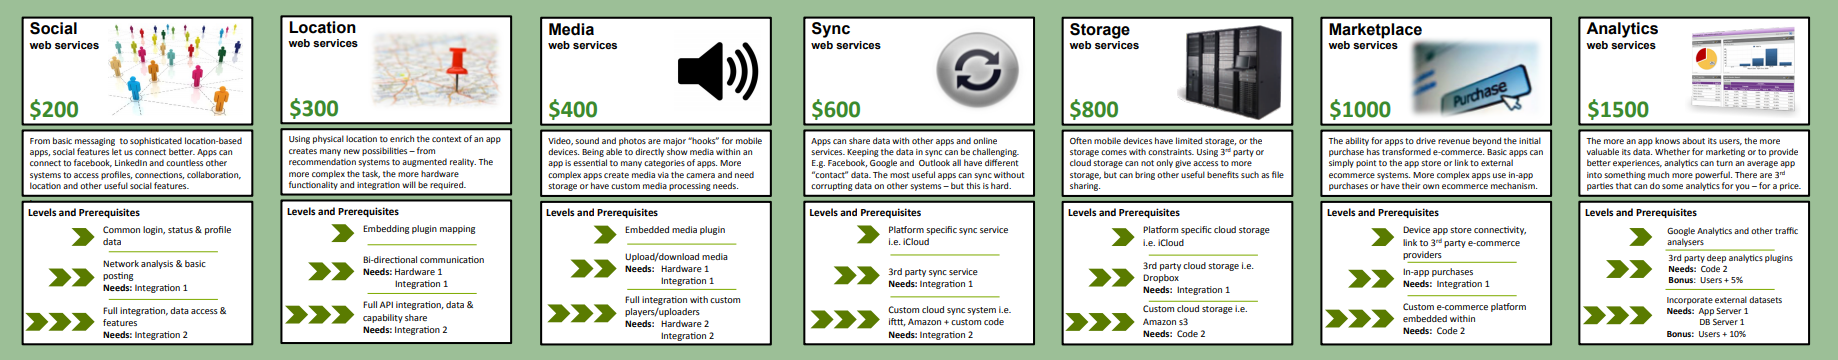 Social
web services
$200
From basic messaging to sophisticated location-based
apps, social features let us connect better. Apps can
connect to facebook, LinkedIn and countless other
systems to access profiles, connections, collaboration,
location and other useful social features.
Levels and Prerequisites
Common login, status & profile
data
Network analysis & basic
posting
Needs: Integration 1
Full integration, data access &
features
Needs: Integration 2
Location
web services
$300
Using physical location to enrich the context of an app
creates many new possibilities – from
recommendation systems to augmented reality. The
more complex the task, the more hardware
functionality and integration will be required.
Levels and Prerequisites
Embedding plugin mapping
Bi-directional communication
Needs: Hardware 1
Integration 1
Full API integration, data &
capability share
Needs: Integration 2
Media
web services
$400
Video, sound and photos are major "hooks" for mobile
devices. Being able to directly show media within an
app is essential to many categories of apps. More
complex apps create media via the camera and need
storage or have custom media processing needs.
Levels and Prerequisites
Embedded media plugin
Upload/download media
Needs: Hardware 1
Integration 1
Full integration with custom
players/uploaders
Needs: Hardware 2
Integration 2
Sync
web services
$600
Apps can share data with other apps and online
services. Keeping the data in sync can be challenging.
E.g. Facebook, Google and Outlook all have different
"contact" data. The most useful apps can sync without
corrupting data on other systems – but this is hard.
Levels and Prerequisites
Platform specific sync service
i.e. iCloud
3rd party sync service
Needs: Integration 1
Custom cloud sync system i.e.
ifttt, Amazon + custom code
Needs: Integration 2
Storage
web services
$800
Often mobile devices have limited storage, or the
storage comes with constraints. Using 3rd party or
cloud storage can not only give access to more
storage, but can bring other useful benefits such as file
sharing.
Levels and Prerequisites
Platform specific cloud storage
i.e. iCloud
3rd party cloud storage i.e.
Dropbox
Needs: Integration 1
Custom cloud storage i.e.
Amazon s3
Needs: Code 2
Marketplace
web services
Purchase
$1000
The ability for apps to drive revenue beyond the initial
purchase has transformed e-commerce. Basic apps can
simply point to the app store or link to external
ecommerce systems. More complex apps use in-app
purchases or have their own ecommerce mechanism.
Levels and Prerequisites
Device app store connectivity,
link to 3rd party e-commerce
providers
In-app purchases
Needs: Integration 1
Custom e-commerce platform
embedded within
Needs: Code 2
Analytics
web services
$1500
The more an app knows about its users, the more
valuable its data. Whether for marketing or to provide
better experiences, analytics can turn an average app
into something much more powerful. There are 3rd
parties that can do some analytics for you – for a price.
Levels and Prerequisites
Google Analytics and other traffic
analysers
3rd party deep analytics plugins
Needs: Code 2
Bonus: Users + 5%
Incorporate external datasets
Needs: App Server 1
DB Server 1
Bonus: Users + 10%